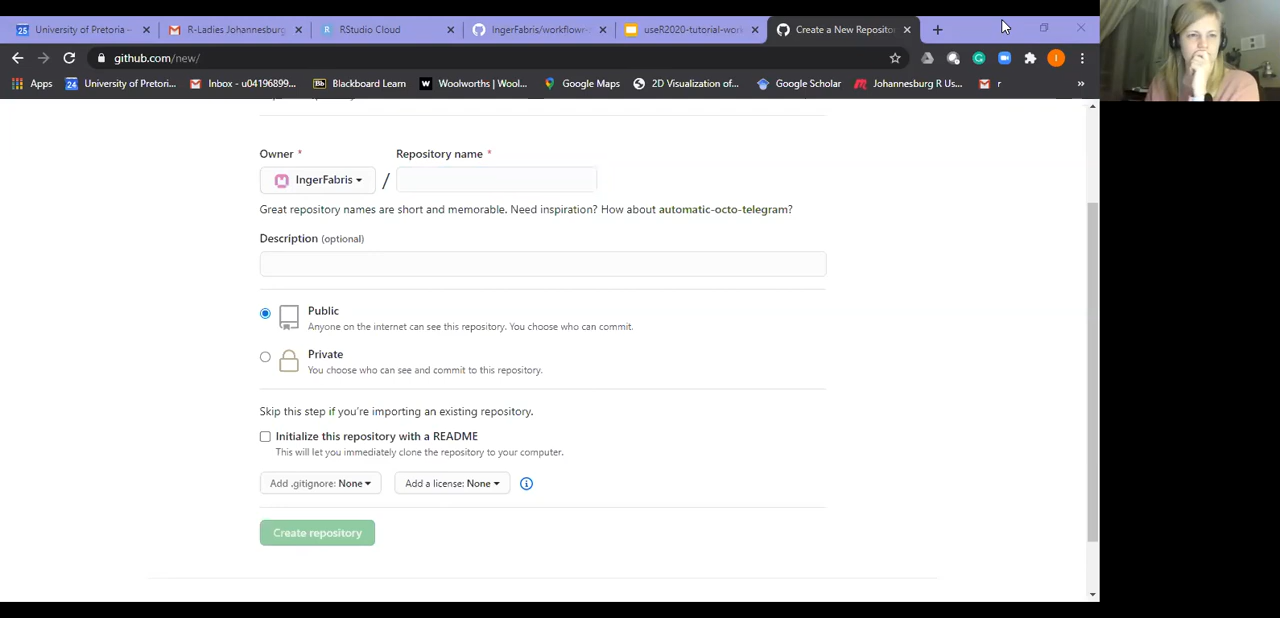 University of Pretoria –
R-Ladies Johannesburg
RStudio Cloud
IngerFabris/workflowr-
useR2020-tutorial-work
Create a New Repositor
github.com/new/
Apps
University of Pretori...
Inbox - u04196899...
Blackboard Learn
Woolworths | Wool...
Google Maps
2D Visualization of...
Google Scholar
Johannesburg R Us...
r
Owner *
Repository name *
IngerFabris
/
Great repository names are short and memorable. Need inspiration? How about automatic-octo-telegram?
Description (optional)
Public
Anyone on the internet can see this repository. You choose who can commit.
Private
You choose who can see and commit to this repository.
Skip this step if you're importing an existing repository.
Initialize this repository with a README
This will let you immediately clone the repository to your computer.
Add .gitignore: None
Add a license: None
Create repository